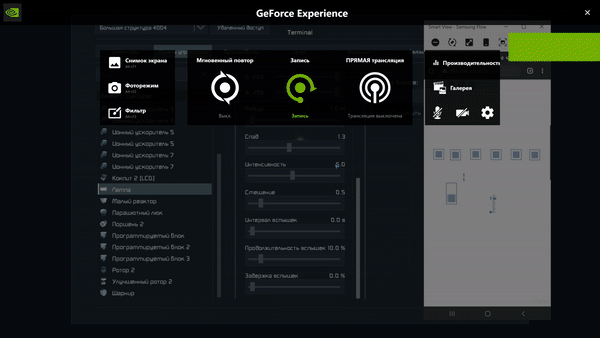 GeForce Experience
Большая структура 4004
Удалённый доступ
Terminal
Smart View - Samsung Flow
Снимок экрана
Alt+F1
Фоторежим
Alt+F2
Фильтр
Alt+F3
Мгновенный повтор
Выкл.
Запись
Запись
ПРЯМАЯ трансляция
Трансляция выключена
Производительность
Галерея
Ионный ускоритель 5
Ионный ускоритель 5
Ионный ускоритель 7
Ионный ускоритель 7
Кокпит 2 [LCD]
Лампа
Малый реактор
Парашютный люк
Поршень 2
Программируемый блок
Программируемый блок 2
Программируемый блок 3
Ротор 2
Улучшенный ротор 2
Шарнир
Спад 1.3
Интенсивность
Смещение 0.5
Интервал вспышек 0.0 s
Продолжительность вспышек 10.0 %
Задержка вспышек 0.0 %